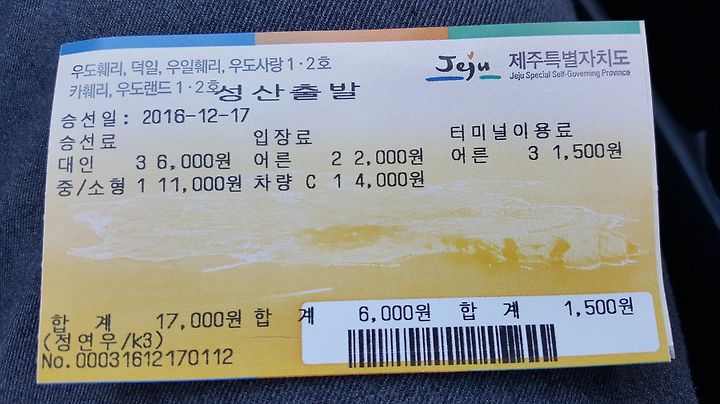 우도훼리, 덕일, 우일훼리, 우도사랑 1·2호
카훼리, 우도랜드 1·2호 성산출발
Jeju 제주특별자치도
Jeju Special Self-Governing Province
승선일: 2016-12-17
승선료 입장료 터미널이용료
대인 3 6,000원 어른 2 2,000원 어른 3 1,500원
중/소형 1 11,000원 차량 C 1 4,000원
합 계 17,000원 합 계 6,000원 합 계 1,500원
(정연우/k3)
No.00031612170112